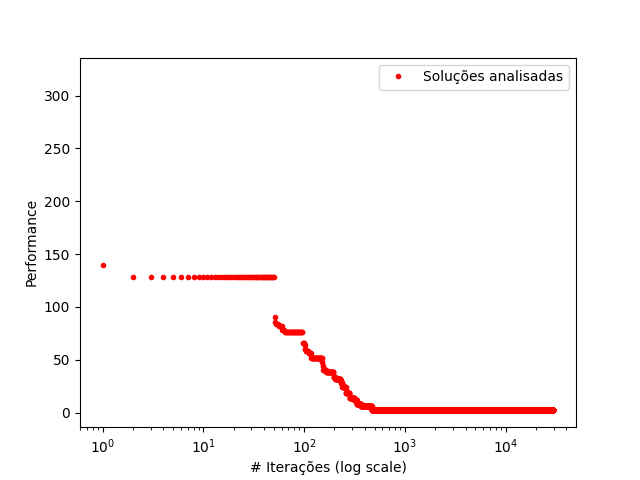 Soluções analisadas
Performance
300
250
200
150
100
50
0
10⁰ 10¹ 10² 10³ 10⁴
# Iterações (log scale)